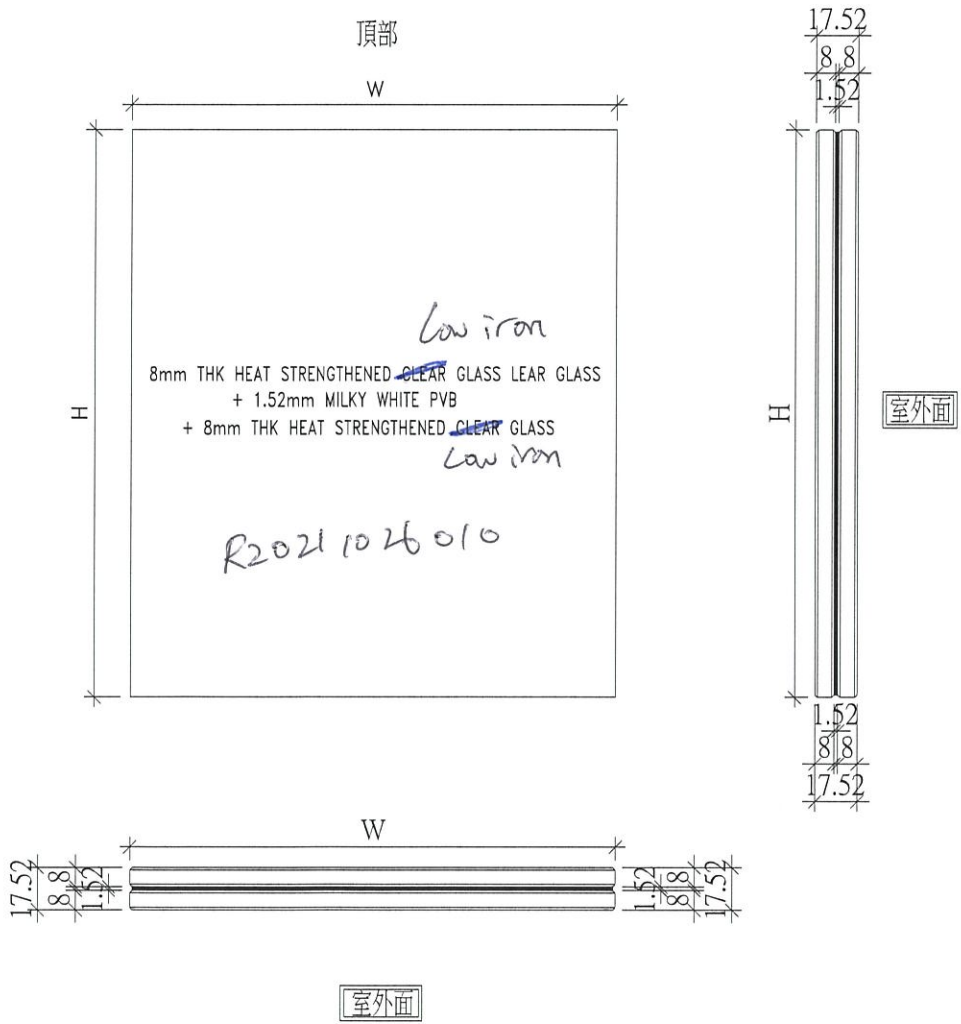 頂部
17.52
8 8
1.52
W
H
H
Low iron
8mm THK HEAT STRENGTHENED CLEAR GLASS LEAR GLASS
+ 1.52mm MILKY WHITE PVB
+ 8mm THK HEAT STRENGTHENED CLEAR GLASS
Low iron
室外面
R20211026010
1.52
8 8
17.52
W
17.52
8 8
1.52
1.52
8 8
17.52
室外面